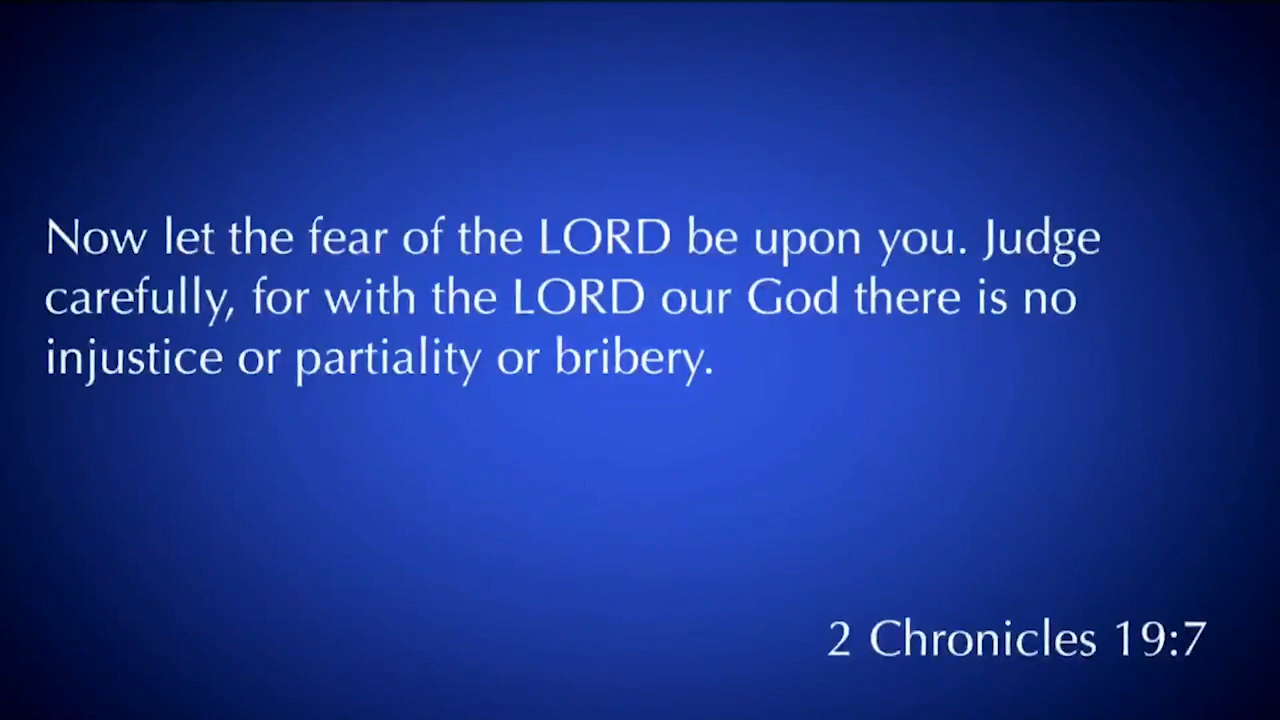 Now let the fear of the LORD be upon you. Judge
carefully, for with the LORD our God there is no
injustice or partiality or bribery.
2 Chronicles 19:7